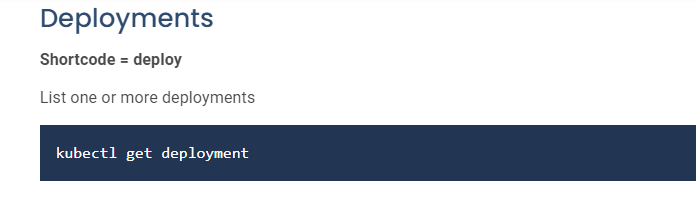 Deployments
Shortcode = deploy
List one or more deployments
kubectl get deployment